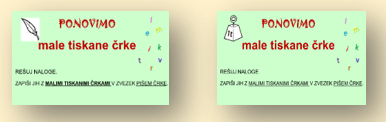 PONOVIMO
male tiskane črke
REŠUJ NALOGE.
ZAPIŠI JIH Z MALIMI TISKANIMI ČRKAMI V ZVEZEK PIŠEM ČRKE.
l
e m
i k
t v
r
PONOVIMO
1t
male tiskane črke
REŠUJ NALOGE.
ZAPIŠI JIH Z MALIMI TISKANIMI ČRKAMI V ZVEZEK PIŠEM ČRKE.
l
e m
i k
t v
r